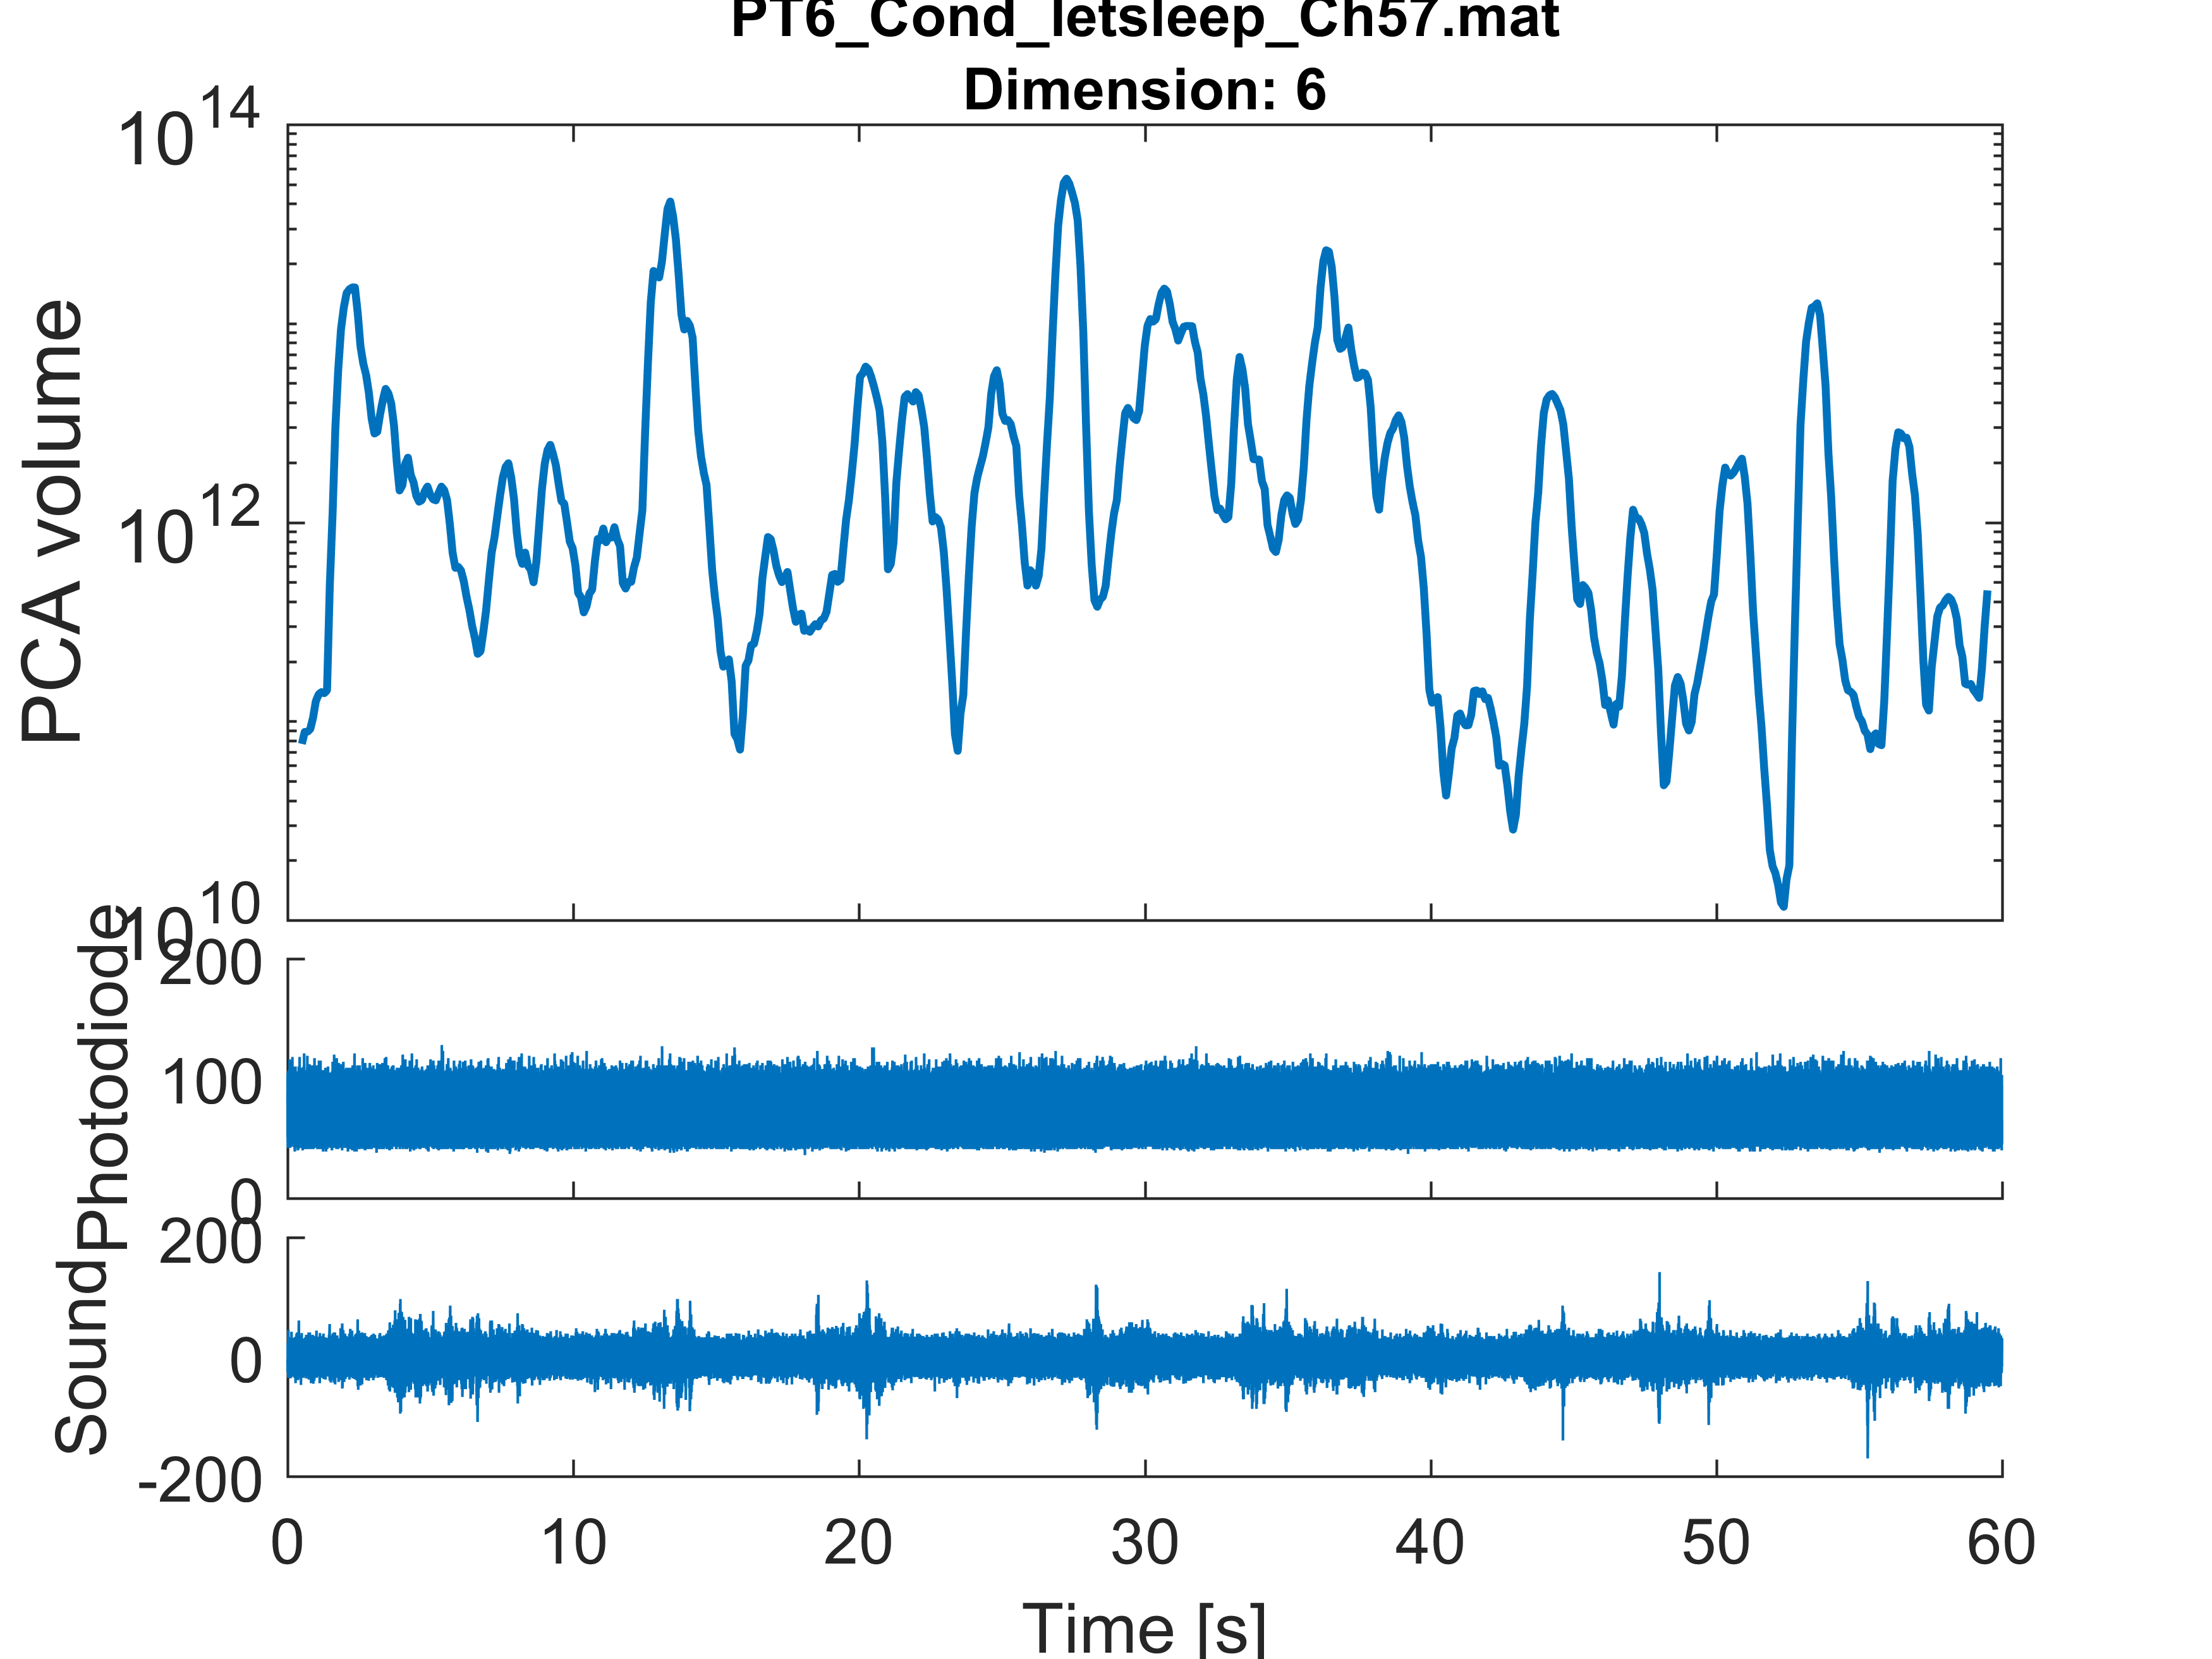 PT6_Cond_letsleep_Ch57.mat
Dimension: 6
10^14
10^12
10^10
PCA volume
200
100
0
Photodiode
200
0
-200
Sound
0 10 20 30 40 50 60
Time [s]